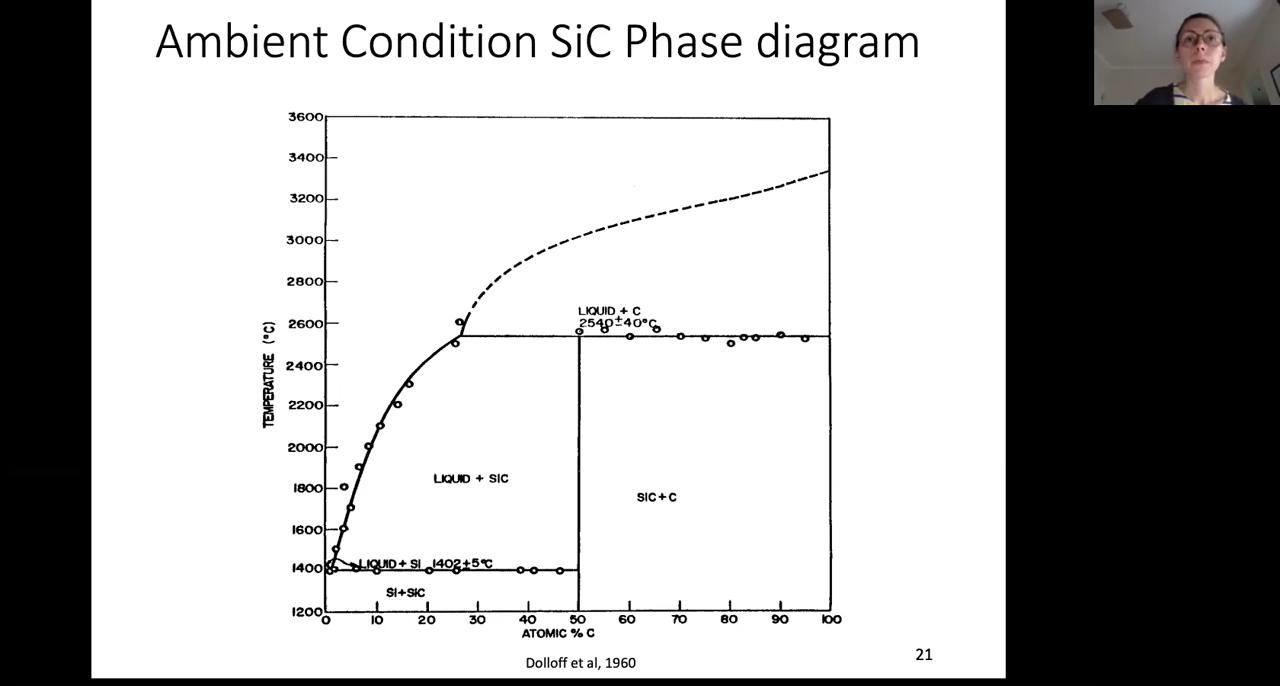 Ambient Condition SiC Phase diagram
3600
3400
3200
3000
2800
2600
2400
2200
2000
1800
1600
1400
1200
TEMPERATURE (°C)
LIQUID + C
2540±40°C
LIQUID + SIC
SIC + C
LIQUID + SI 1402±5°C
SI+SIC
0 10 20 30 40 50 60 70 80 90 100
ATOMIC % C
Dolloff et al, 1960
21